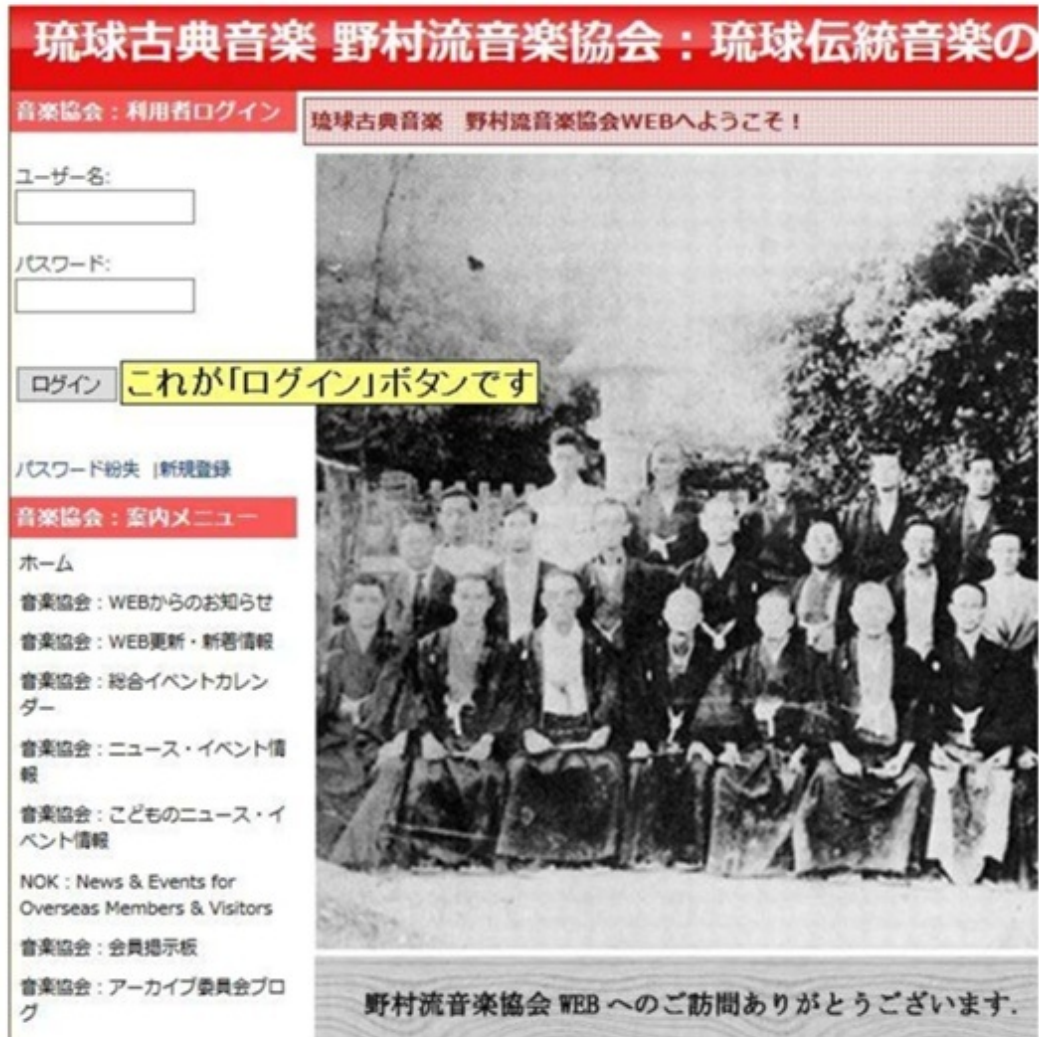 琉球古典音楽 野村流音楽協会：琉球伝統音楽の
音楽協会：利用者ログイン
琉球古典音楽　野村流音楽協会WEBへようこそ！
ユーザー名:
パスワード:
ログイン
これが「ログイン」ボタンです
パスワード紛失 |新規登録
音楽協会：案内メニュー
ホーム
音楽協会：WEBからのお知らせ
音楽協会：WEB更新・新着情報
音楽協会：総合イベントカレン
ダー
音楽協会：ニュース・イベント情
報
音楽協会：こどものニュース・イ
ベント情報
NOK：News & Events for
Overseas Members & Visitors
音楽協会：会員掲示板
音楽協会：アーカイブ委員会ブロ
グ
野村流音楽協会 WEB へのご訪問ありがとうございます.